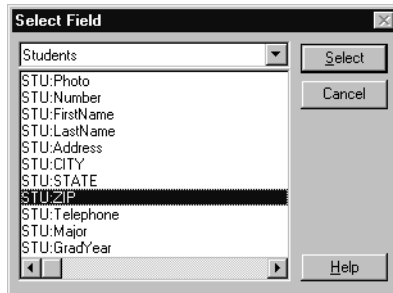 Select Field
Students
Select
Cancel
STU:Photo
STU:Number
STU:FirstName
STU:LastName
STU:Address
STU:CITY
STU:STATE
STU:ZIP
STU:Telephone
STU:Major
STU:GradYear
Help